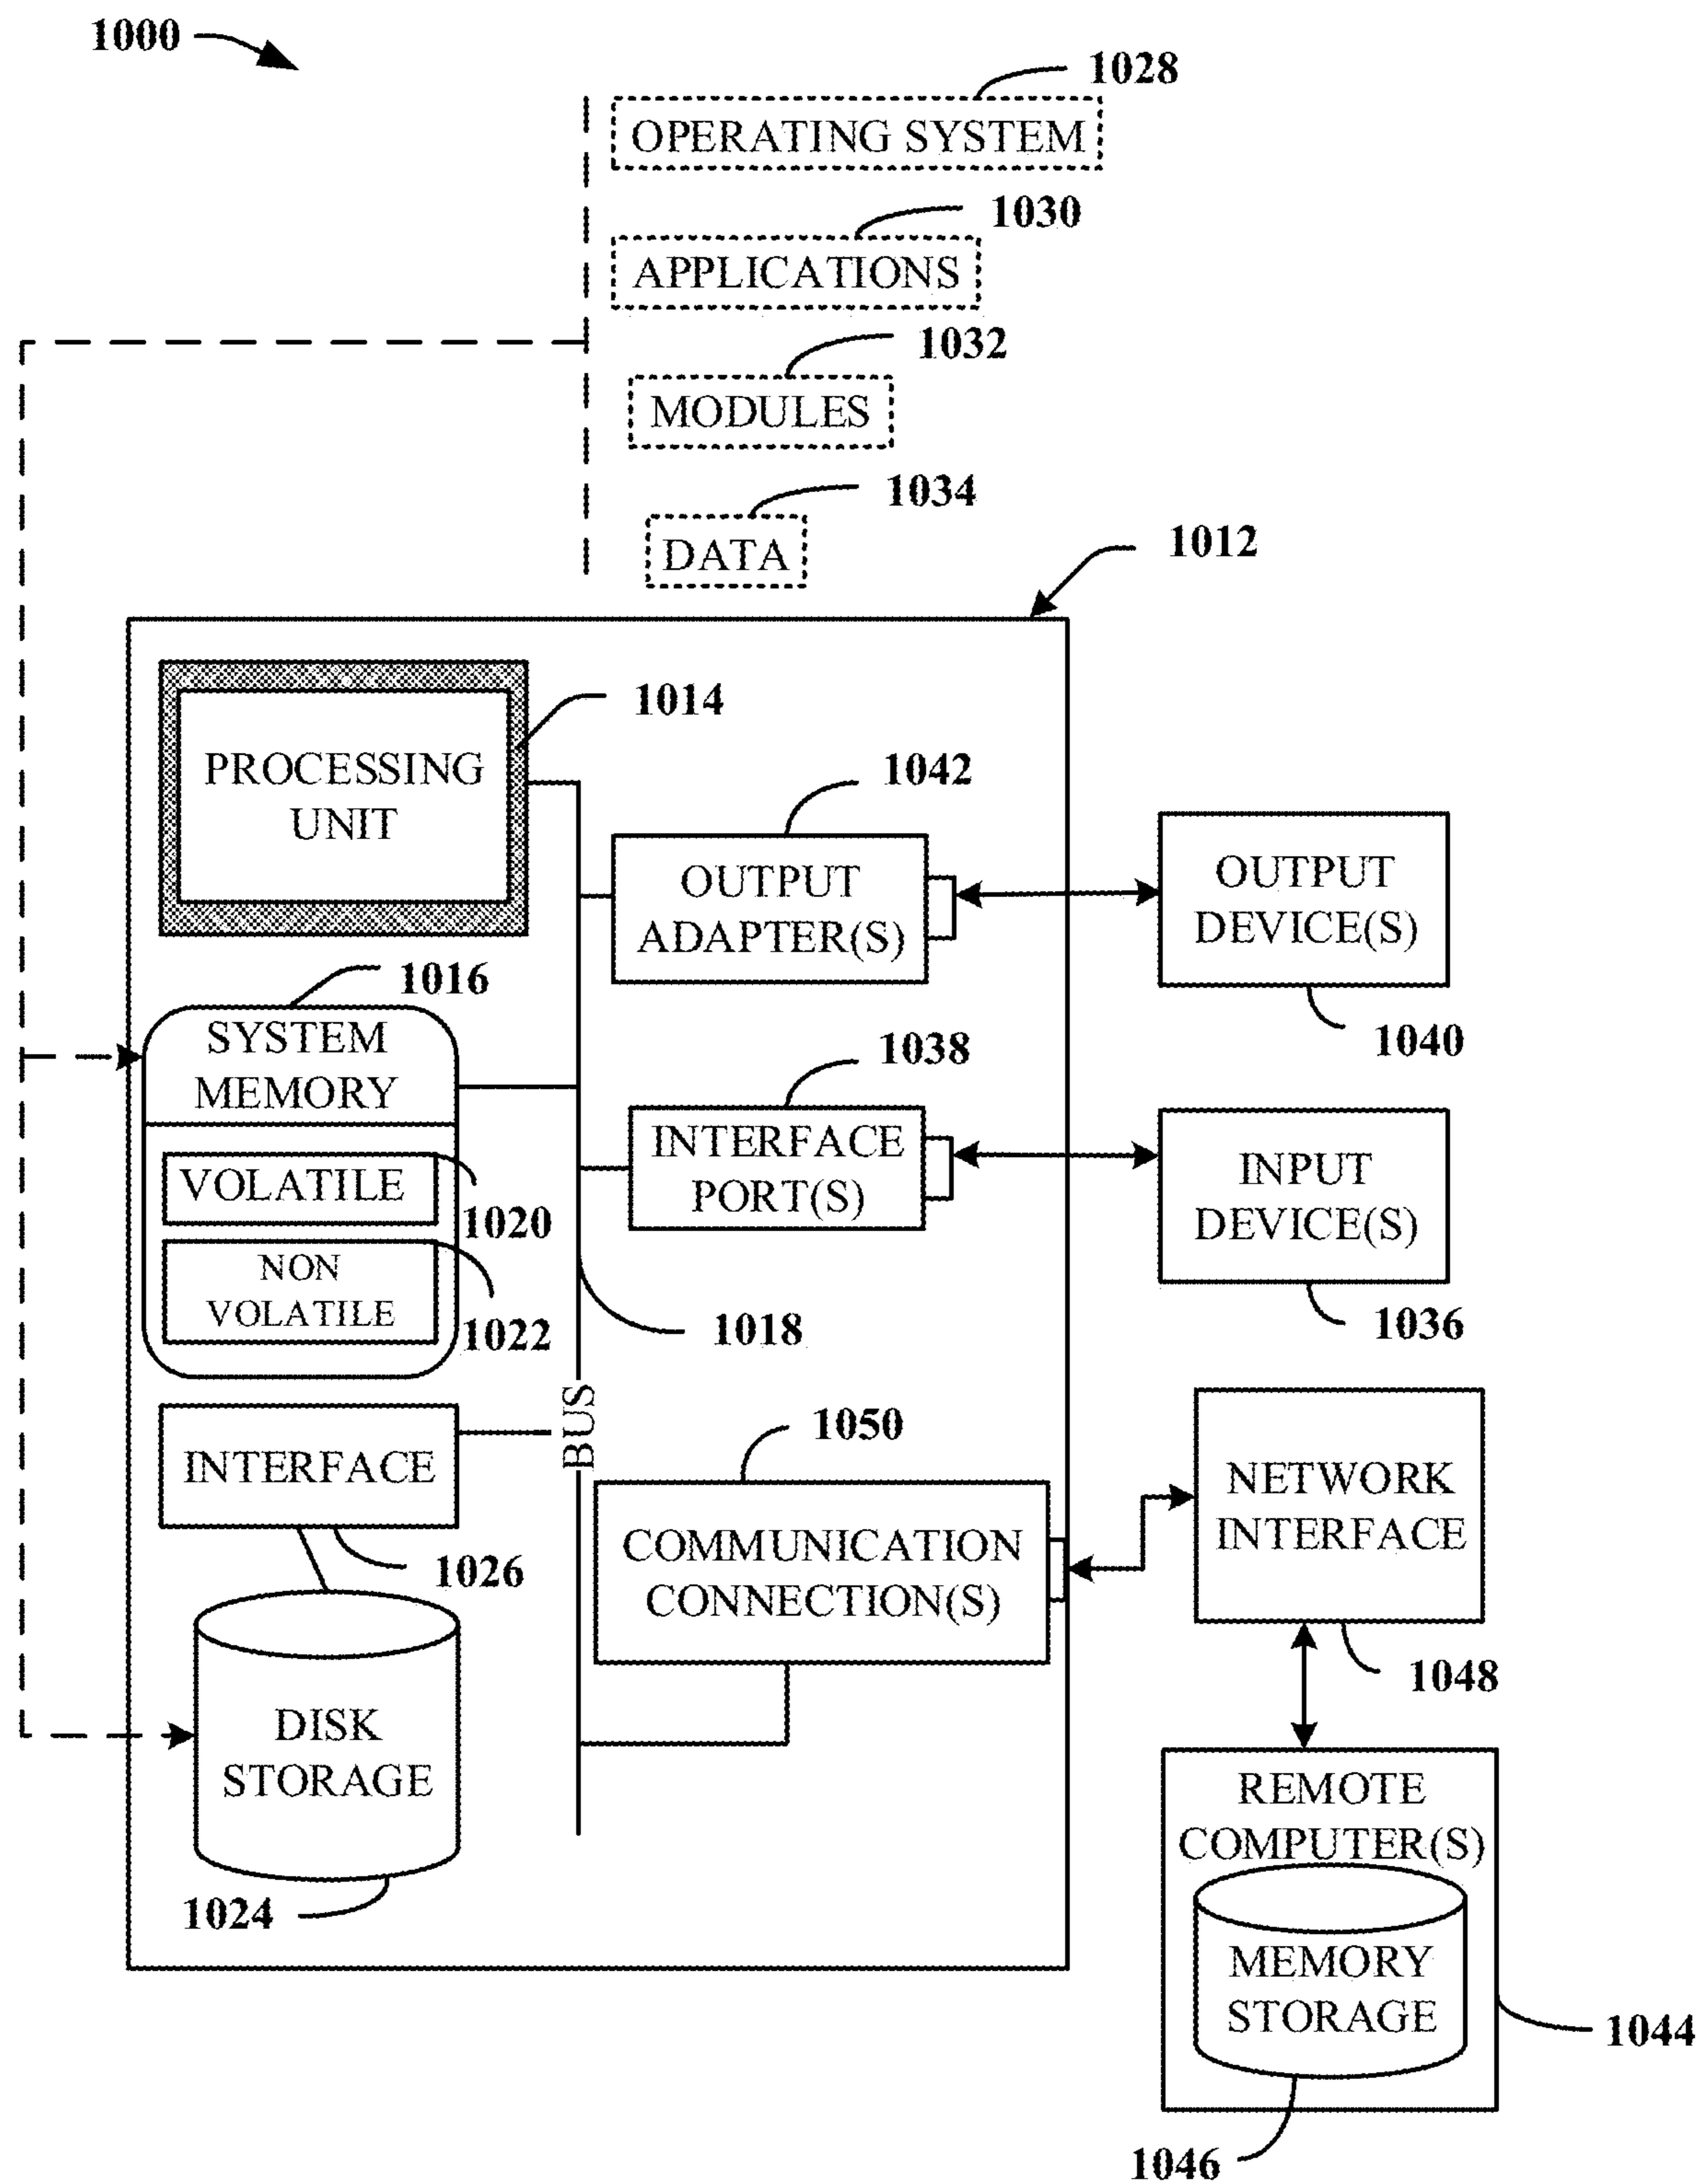 1000
1028
OPERATING SYSTEM
1030
APPLICATIONS
1032
MODULES
1034
DATA
1012
1014
PROCESSING
UNIT
1042
OUTPUT
ADAPTER(S)
OUTPUT
DEVICE(S)
1040
1016
SYSTEM
MEMORY
VOLATILE
1020
NON
VOLATILE
1022
1038
INTERFACE
PORT(S)
INPUT
DEVICE(S)
1036
1018
BUS
INTERFACE
1026
1050
COMMUNICATION
CONNECTION(S)
NETWORK
INTERFACE
1048
DISK
STORAGE
1024
REMOTE
COMPUTER(S)
MEMORY
STORAGE
1044
1046